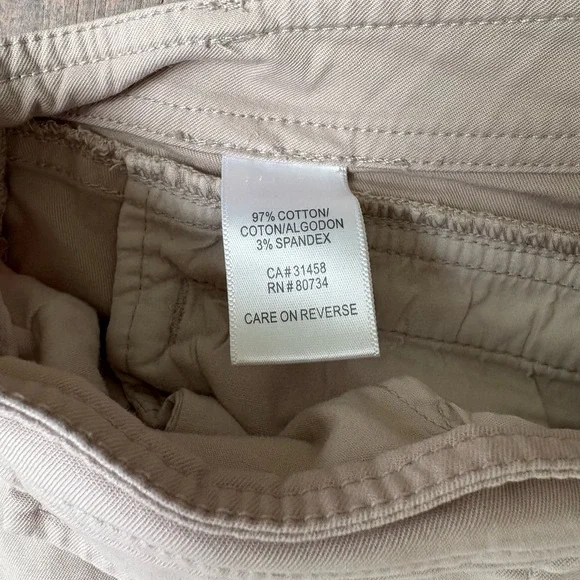 97% COTTON/
COTON/ALGODON
3% SPANDEX
CA# 31458
RN# 80734
CARE ON REVERSE